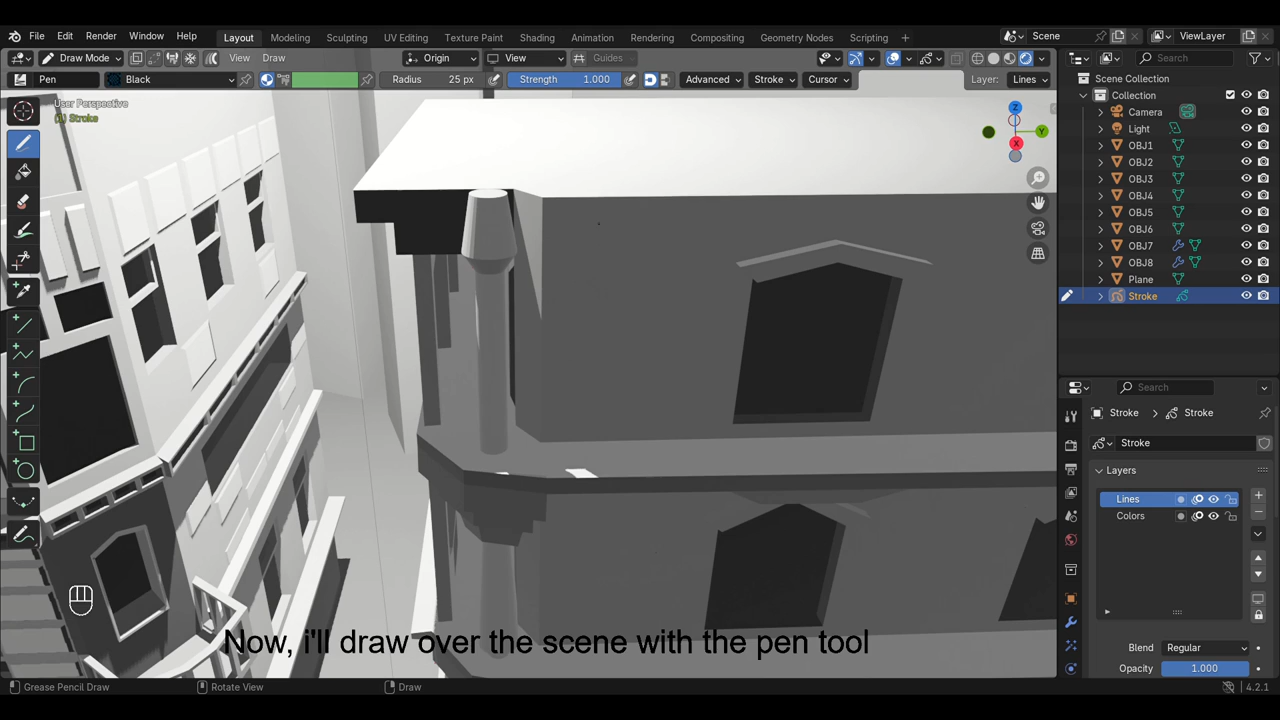 File Edit Render Window Help Layout Modeling Sculpting UV Editing Texture Paint Shading Animation Rendering Compositing Geometry Nodes Scripting + Scene ViewLayer
Draw Mode View Draw Origin View Guides Search
Pen Black Radius 25 px Strength 1.000 Advanced Stroke Cursor Layer: Lines Scene Collection
Collection
User Perspective
(1) Stroke
Z
Y
X
Camera
Light
OBJ1
OBJ2
OBJ3
OBJ4
OBJ5
OBJ6
OBJ7
OBJ8
Plane
Stroke
Search
Stroke > Stroke
Stroke
Layers
Lines
Colors
Blend Regular
Opacity 1.000
Now, i'll draw over the scene with the pen tool
Grease Pencil Draw Rotate View Draw 4.2.1